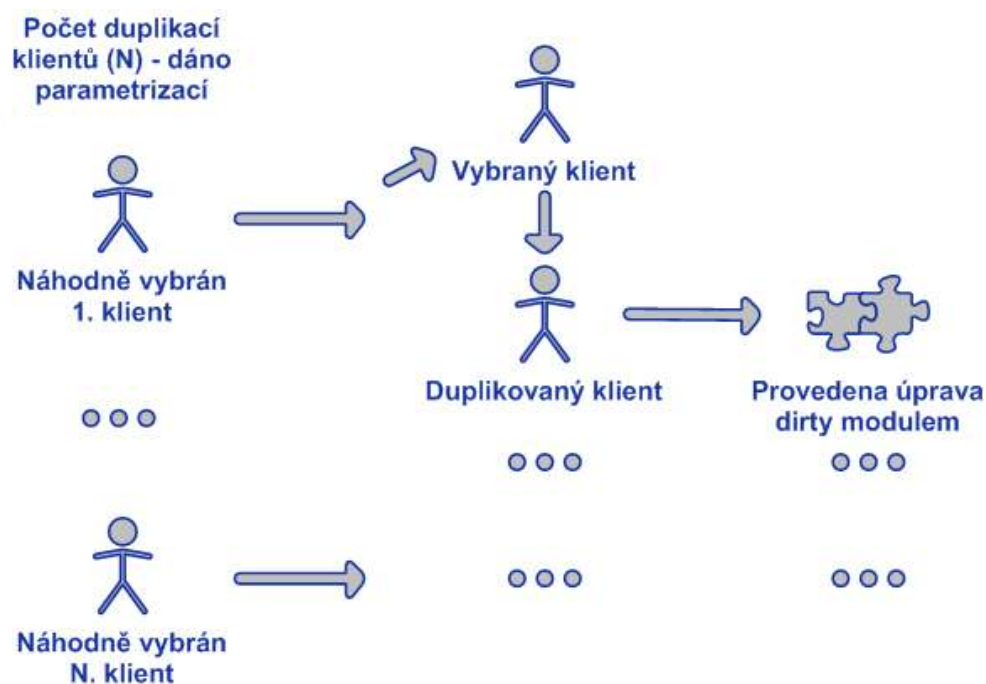 Počet duplikací
klientů (N) - dáno
parametrizací
Vybraný klient
Náhodně vybrán
1. klient
Duplikovaný klient
Provedena úprava
dirty modulem
Náhodně vybrán
N. klient